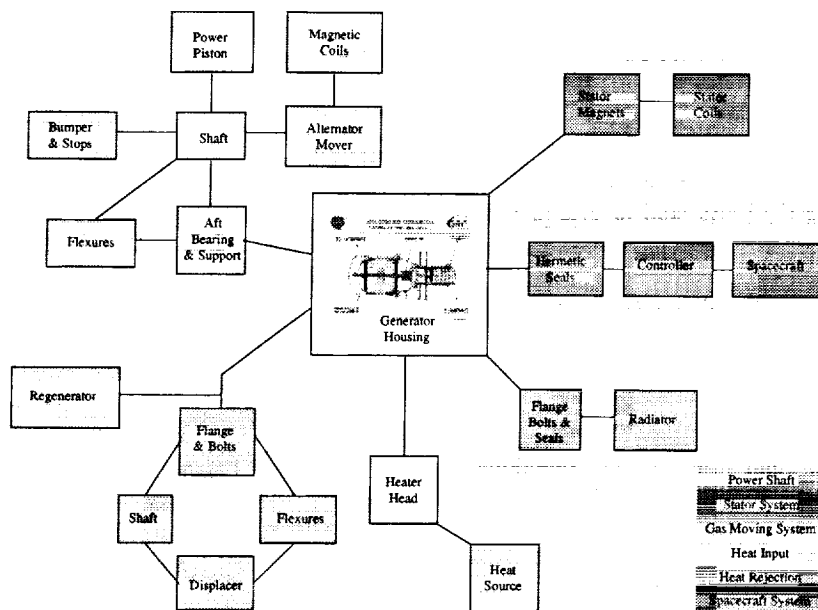 Power
Piston
Magnetic
Coils
Stator
Magnets
Stator
Coils
Bumper
& Stops
Shaft
Alternator
Mover
Flexures
Aft
Bearing
& Support
Hermetic
Seals
Controller
Spacecraft
Generator
Housing
Regenerator
Flange
& Bolts
Flange
Bolts &
Seals
Radiator
Heater
Head
Shaft
Flexures
Displacer
Heat
Source
Power Shaft
Stator System
Gas Moving System
Heat Input
Heat Rejection
Spacecraft System